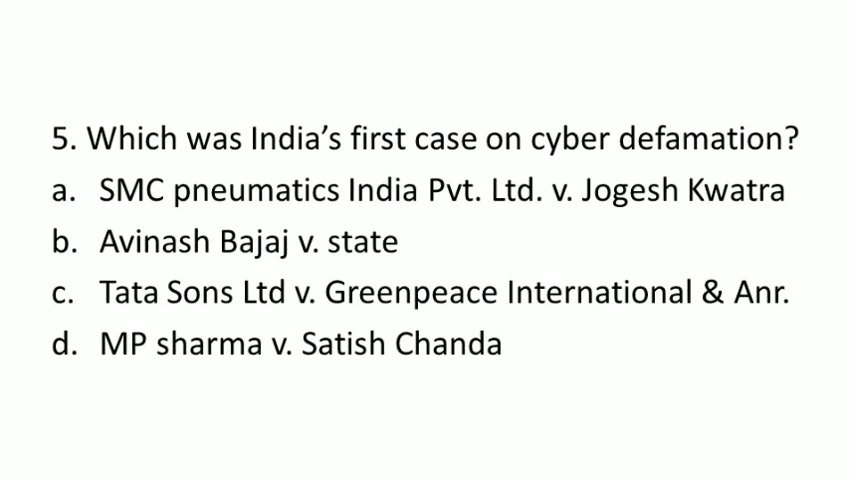 5. Which was India’s first case on cyber defamation?
a. SMC pneumatics India Pvt. Ltd. v. Jogesh Kwatra
b. Avinash Bajaj v. state
c. Tata Sons Ltd v. Greenpeace International & Anr.
d. MP sharma v. Satish Chanda